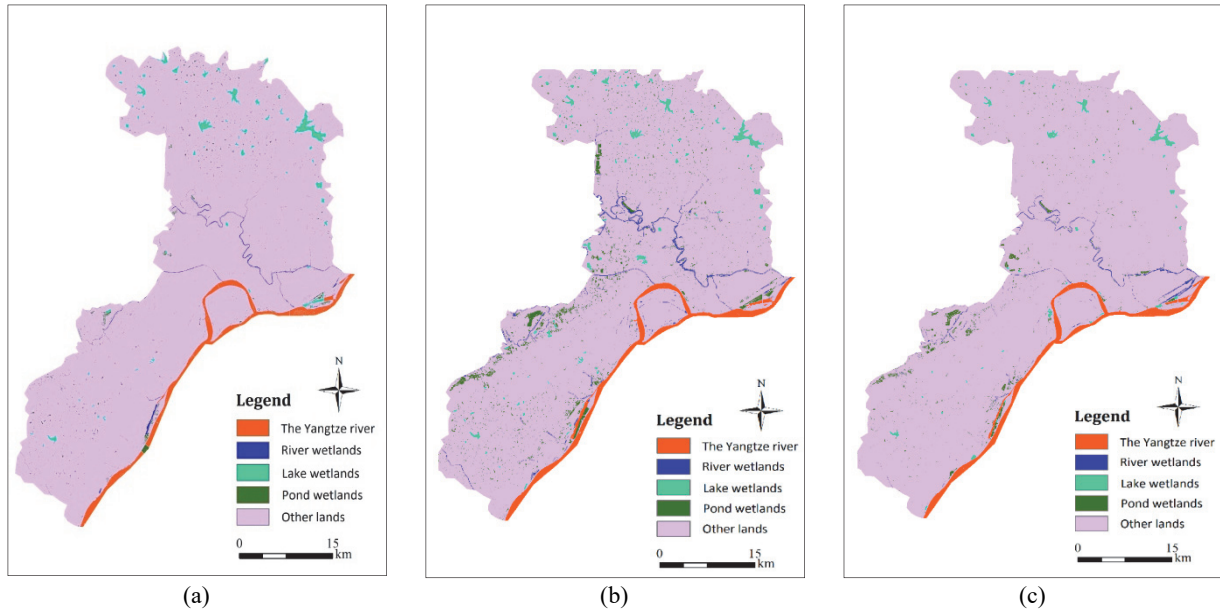 N
Legend
The Yangtze river
River wetlands
Lake wetlands
Pond wetlands
Other lands
0 15
km
(a)
N
Legend
The Yangtze river
River wetlands
Lake wetlands
Pond wetlands
Other lands
0 15
km
(b)
N
Legend
The Yangtze river
River wetlands
Lake wetlands
Pond wetlands
Other lands
0 15
km
(c)